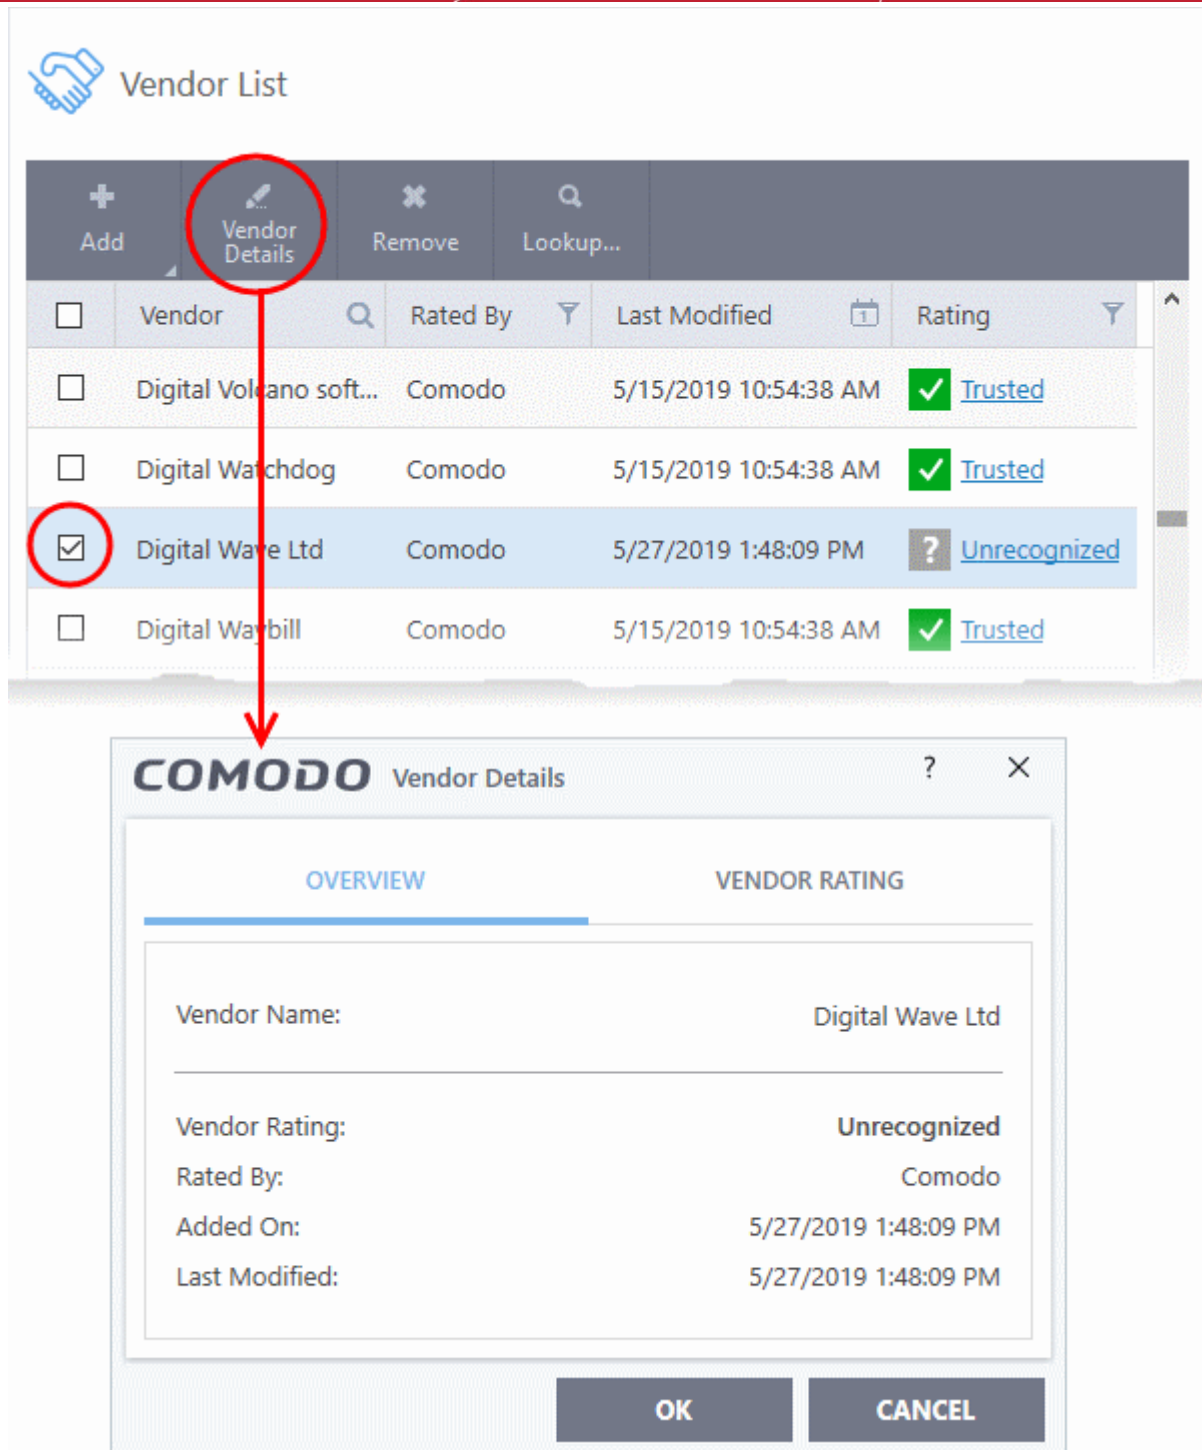 Vendor List
Add
Vendor Details
Remove
Lookup...
Vendor Rated By Last Modified 1 Rating
Digital Volcano soft... Comodo 5/15/2019 10:54:38 AM Trusted
Digital Watchdog Comodo 5/15/2019 10:54:38 AM Trusted
Digital Wave Ltd Comodo 5/27/2019 1:48:09 PM ? Unrecognized
Digital Waybill Comodo 5/15/2019 10:54:38 AM Trusted
COMODO Vendor Details ?
OVERVIEW VENDOR RATING
Vendor Name: Digital Wave Ltd
Vendor Rating: Unrecognized
Rated By: Comodo
Added On: 5/27/2019 1:48:09 PM
Last Modified: 5/27/2019 1:48:09 PM
OK CANCEL